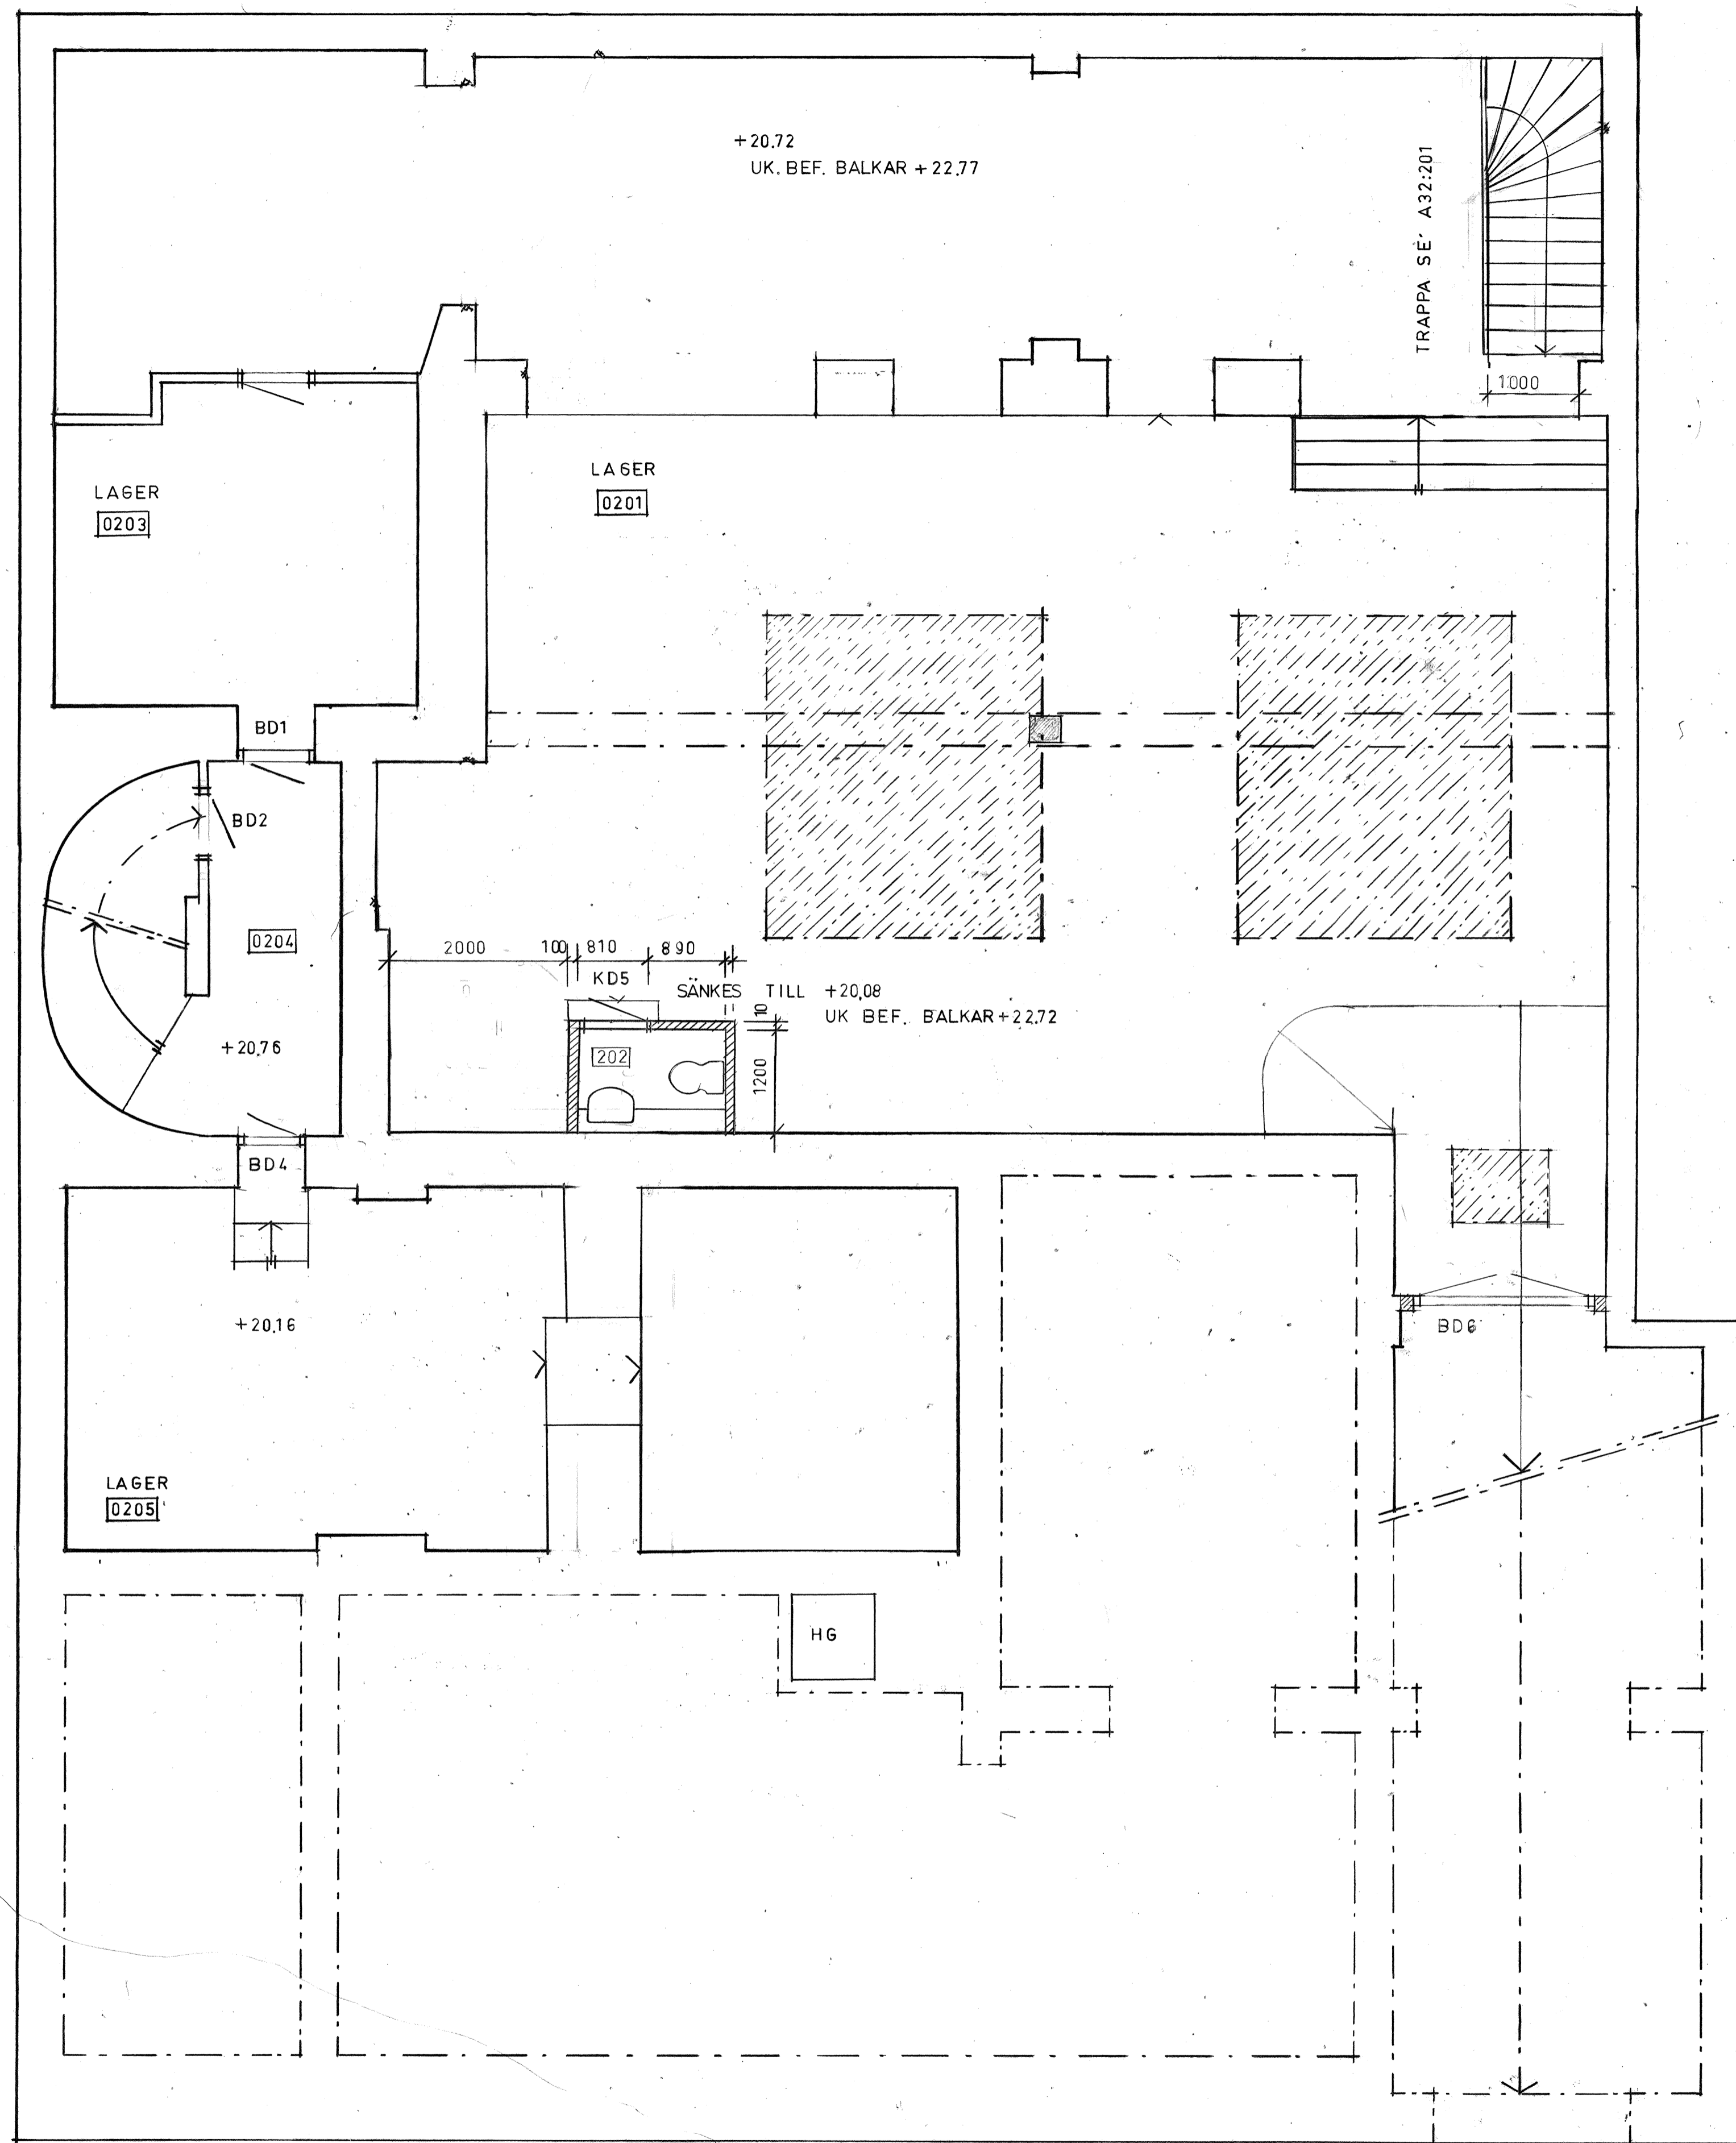 +20.72
UK. BEF. BALKAR +22.77
TRAPPA SE´ A32:201
1000
LAGER
0201
LAGER
0203
BD1
BD2
0204
2000 100 810 890
KD5
SÄNKES TILL +20,08
UK BEF. BALKAR+22,72
10
1200
202
+20,76
BD4
+20,16
BD6
LAGER
0205
HG